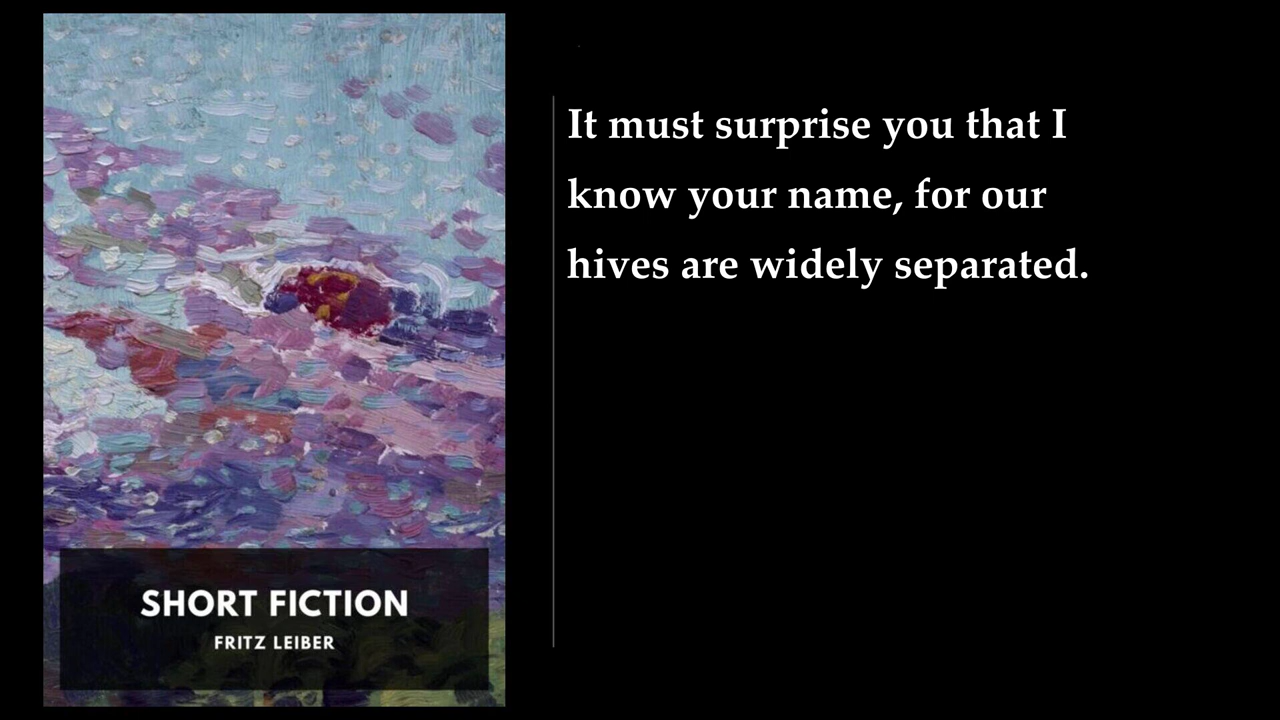 SHORT FICTION
FRITZ LEIBER
It must surprise you that I
know your name, for our
hives are widely separated.